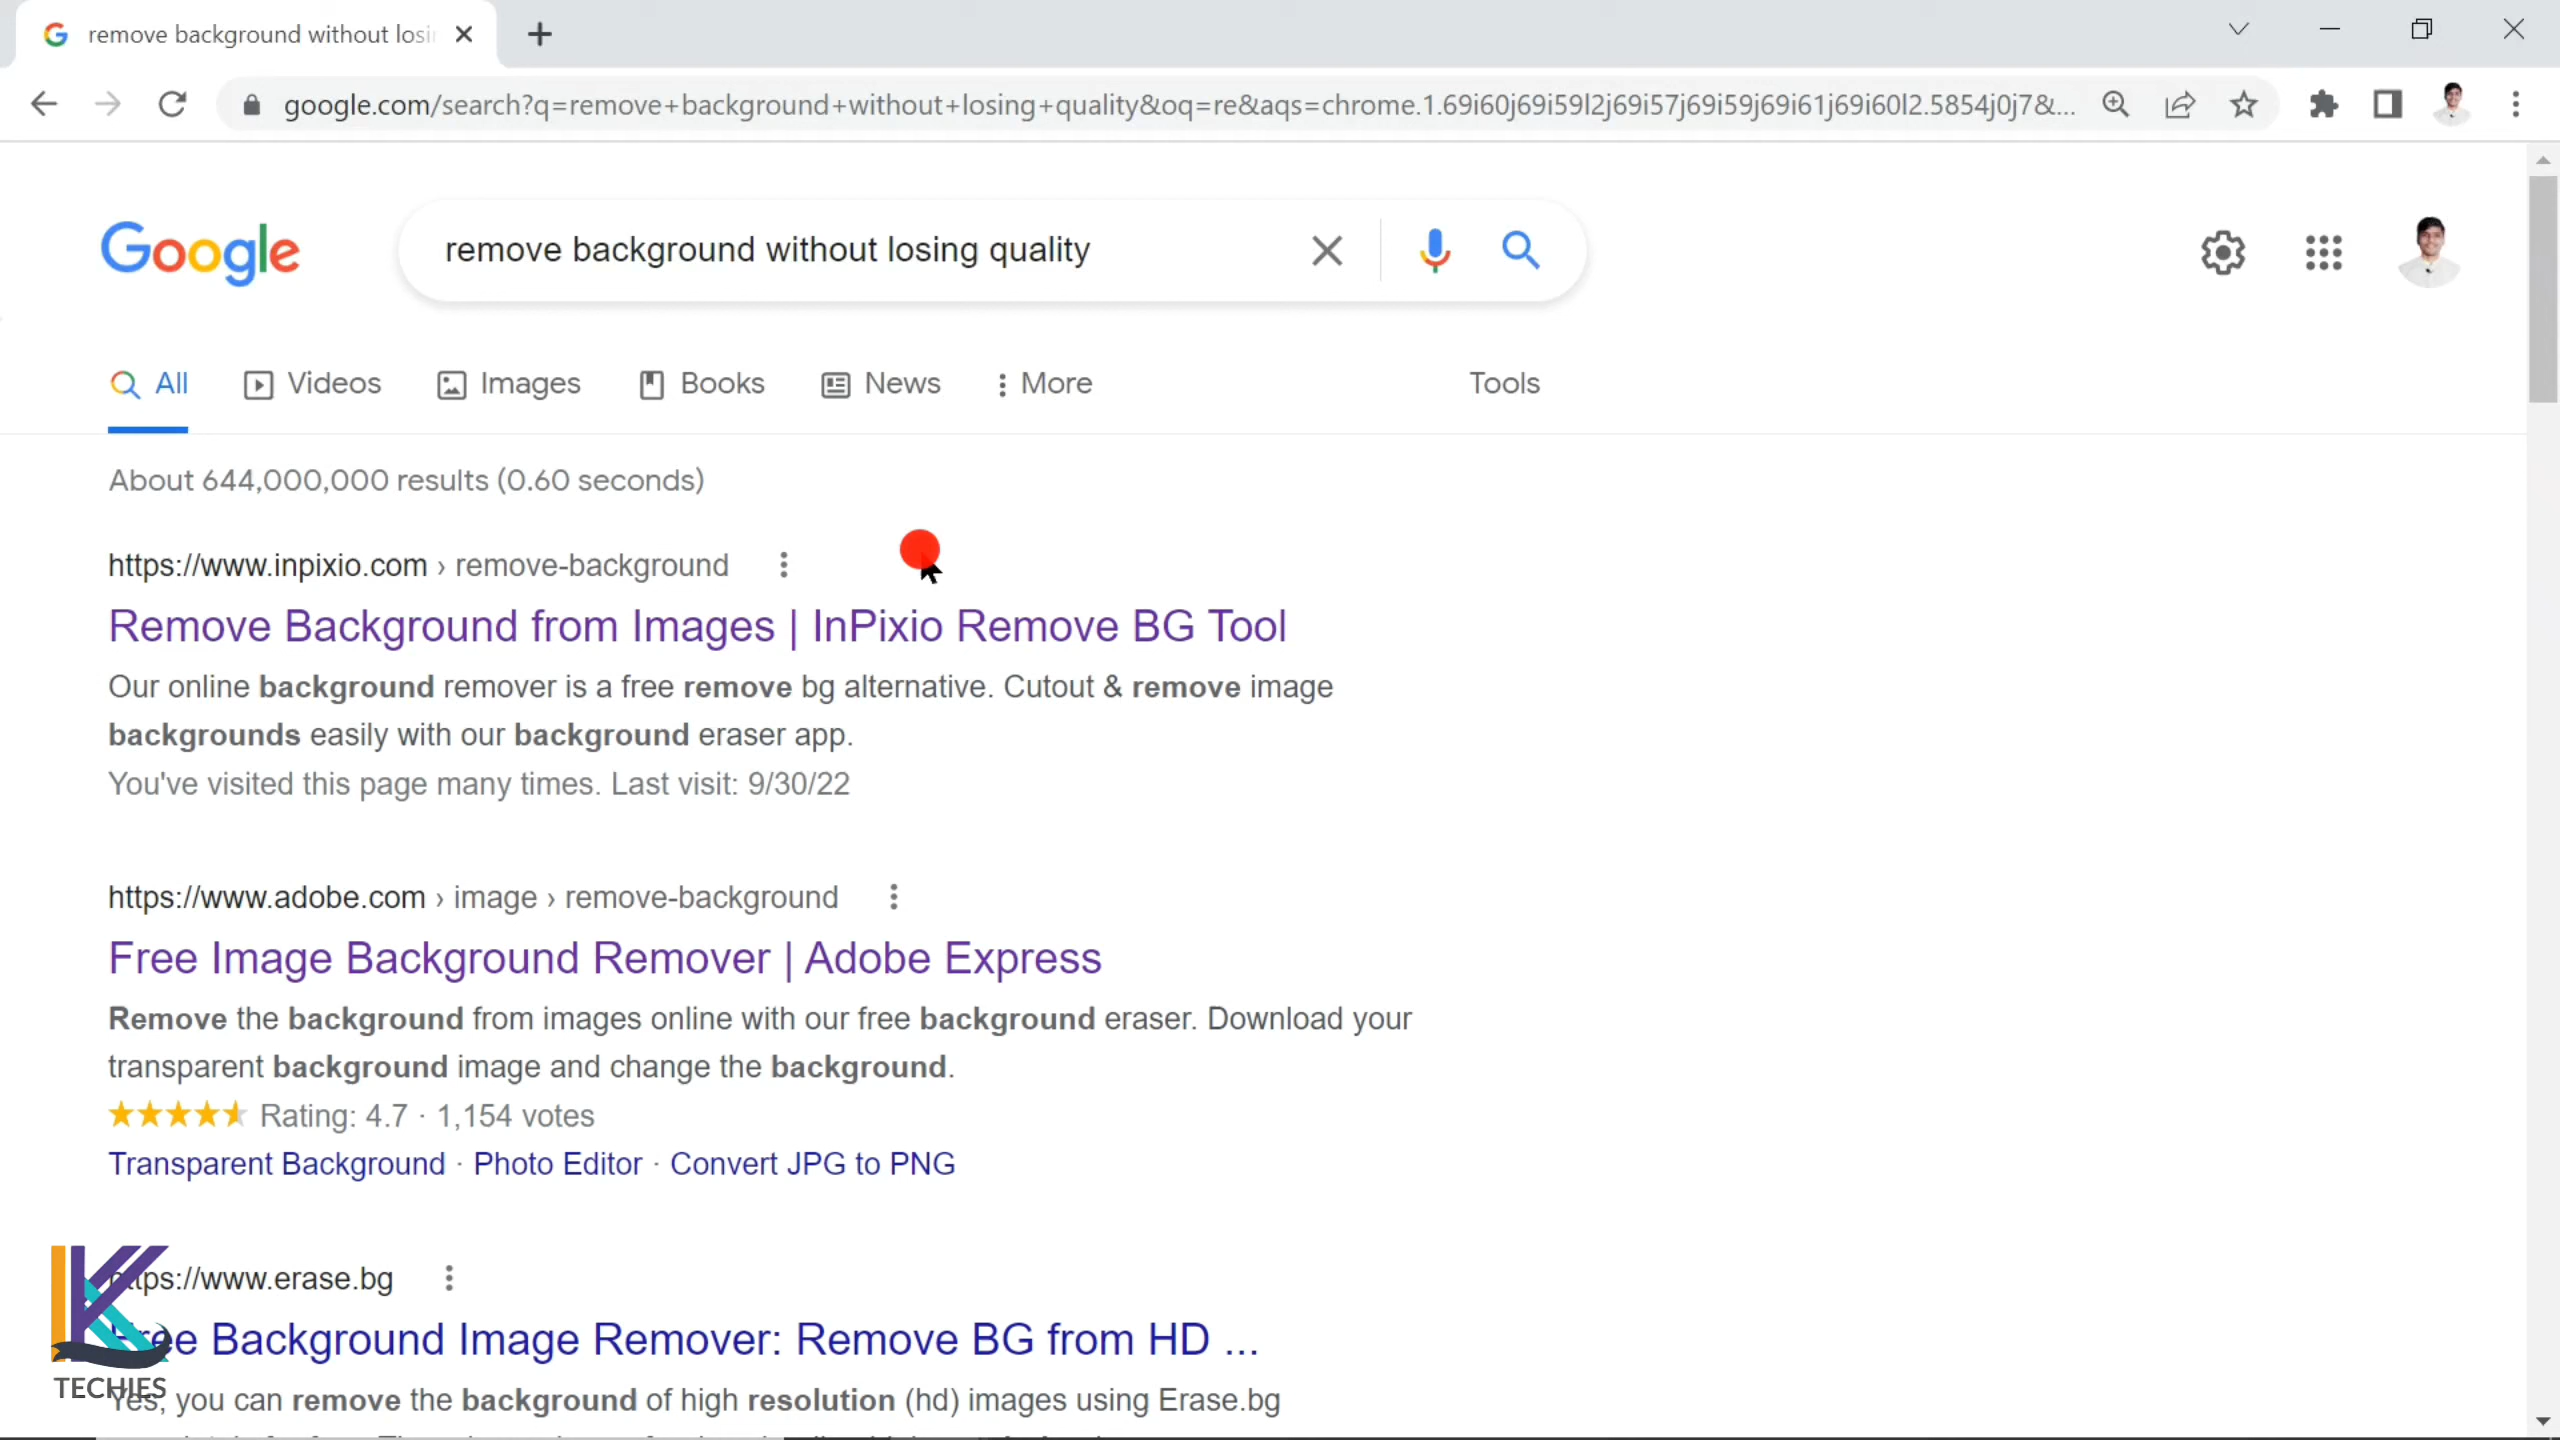 remove background without losi
google.com/search?q=remove+background+without+losing+quality&oq=re&aqs=chrome.1.69i60j69i59l2j69i57j69i59j69i61j69i60l2.5854j0j7&...
Google
remove background without losing quality
All Videos Images Books News More Tools
About 644,000,000 results (0.60 seconds)
https://www.inpixio.com › remove-background
Remove Background from Images | InPixio Remove BG Tool
Our online background remover is a free remove bg alternative. Cutout & remove image
backgrounds easily with our background eraser app.
You've visited this page many times. Last visit: 9/30/22
https://www.adobe.com › image › remove-background
Free Image Background Remover | Adobe Express
Remove the background from images online with our free background eraser. Download your
transparent background image and change the background.
Rating: 4.7 · 1,154 votes
Transparent Background · Photo Editor · Convert JPG to PNG
https://www.erase.bg
Free Background Image Remover: Remove BG from HD ...
TECHIES
Yes, you can remove the background of high resolution (hd) images using Erase.bg